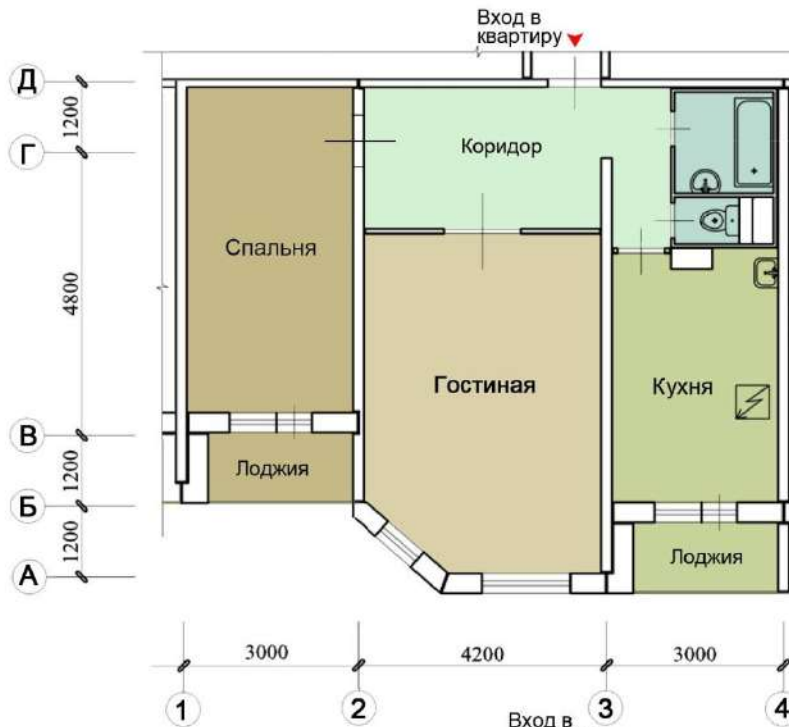 Вход в
квартиру
Д
1200
Г
Коридор
Спальня
4800
Гостиная
Кухня
В
Лоджия
1200
Б
Лоджия
1200
А
3000
4200
3000
1
2
3
4
Вход в